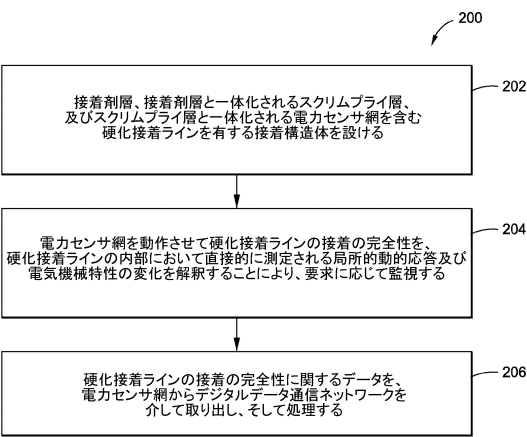 200
202
接着剤層、接着剤層と一体化されるスクリムプライ層、
及びスクリムプライ層と一体化される電力センサ網を含む
硬化接着ラインを有する接着構造体を設ける
204
電力センサ網を動作させて硬化接着ラインの接着の完全性を、
硬化接着ラインの内部において直接的に測定される局所的動的応答及び
電気機械特性の変化を解釈することにより、要求に応じて監視する
206
硬化接着ラインの接着の完全性に関するデータを、
電力センサ網からデジタルデータ通信ネットワークを
介して取り出し、そして処理する